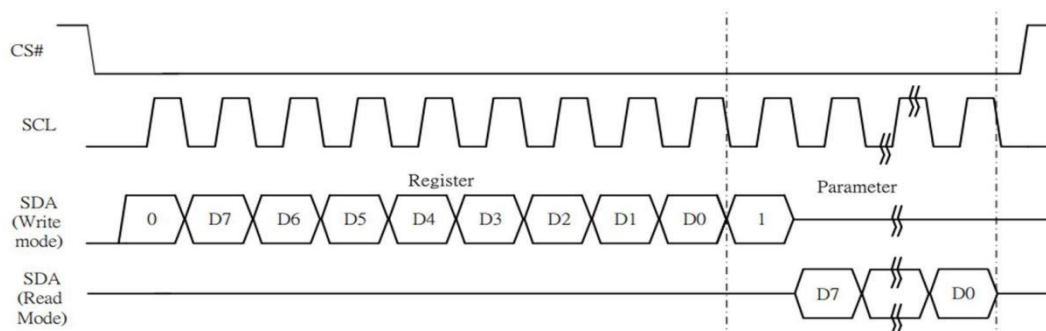 CS#
SCL
Register
Parameter
SDA
(Write
mode)
0 D7 D6 D5 D4 D3 D2 D1 D0 1
SDA
(Read
Mode)
D7 D0